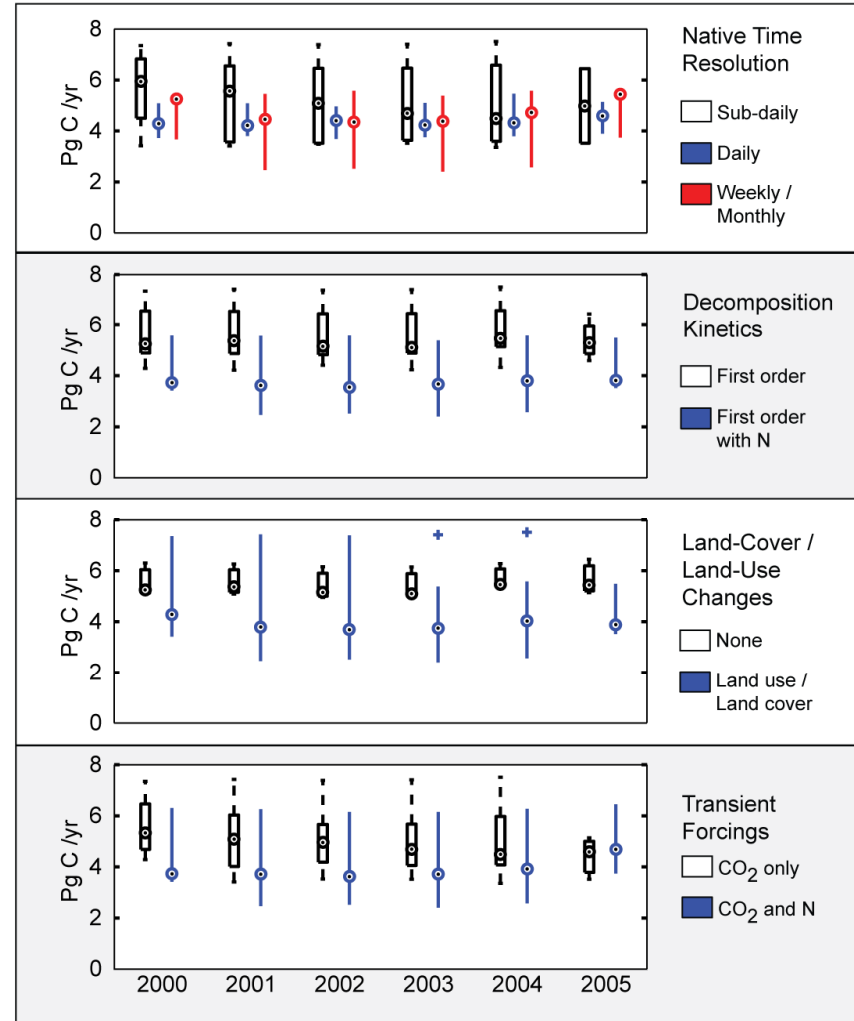 8
6
4
2
0
Pg C /yr
Native Time
Resolution
Sub-daily
Daily
Weekly /
Monthly
8
6
4
2
0
Pg C /yr
Decomposition
Kinetics
First order
First order
with N
8
6
4
2
0
Pg C /yr
Land-Cover /
Land-Use
Changes
None
Land use /
Land cover
8
6
4
2
0
Pg C /yr
Transient
Forcings
CO2 only
CO2 and N
2000 2001 2002 2003 2004 2005